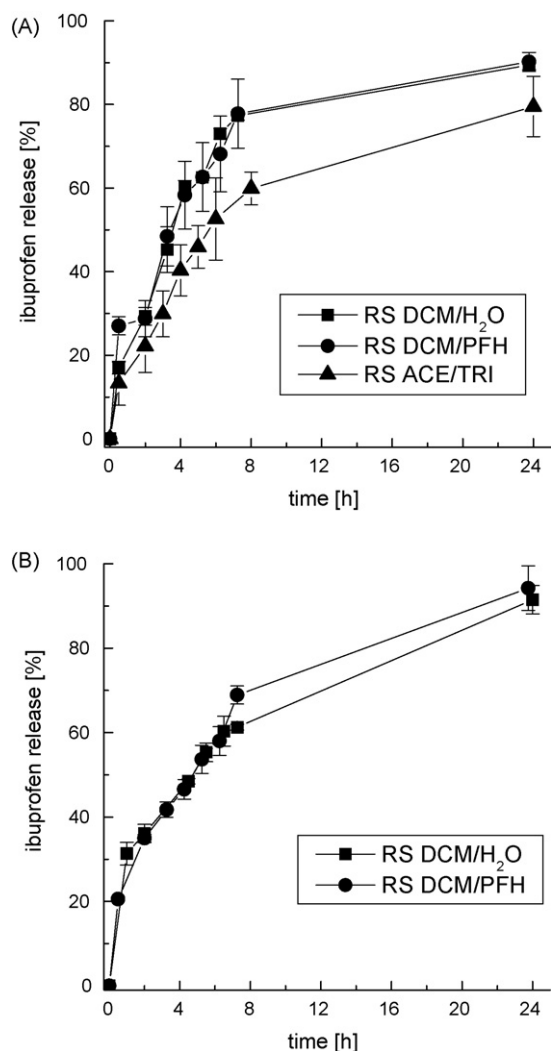 (A)
100
80
60
40
20
0
ibuprofen release [%]
RS DCM/H₂O
RS DCM/PFH
RS ACE/TRI
0 4 8 12 16 20 24
time [h]
(B)
100
80
60
40
20
0
ibuprofen release [%]
RS DCM/H₂O
RS DCM/PFH
0 4 8 12 16 20 24
time [h]